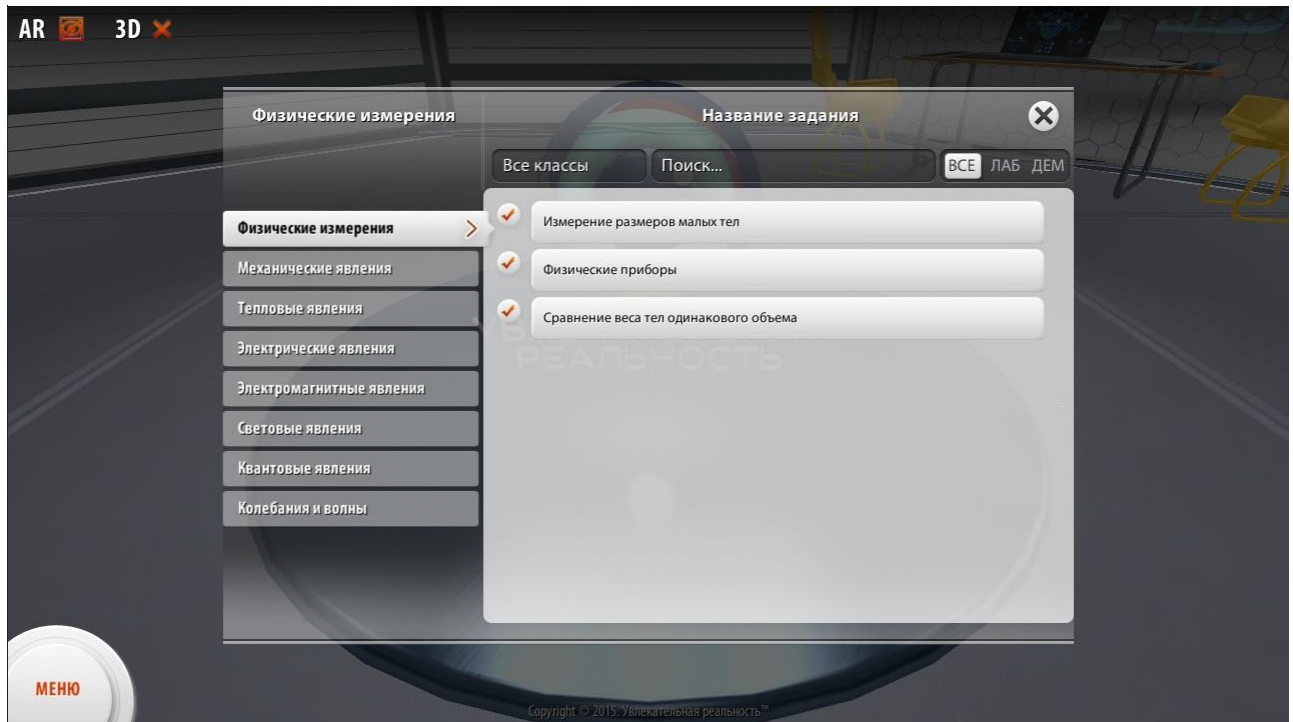 AR 3D
Физические измерения
Название задания
Все классы
Поиск...
ВСЕ ЛАБ ДЕМ
Физические измерения
Механические явления
Тепловые явления
Электрические явления
Электромагнитные явления
Световые явления
Квантовые явления
Колебания и волны
Измерение размеров малых тел
Физические приборы
Сравнение веса тел одинакового объема
РЕАЛЬНОСТЬ
МЕНЮ
Copyright © 2015. Увлекательная реальность™